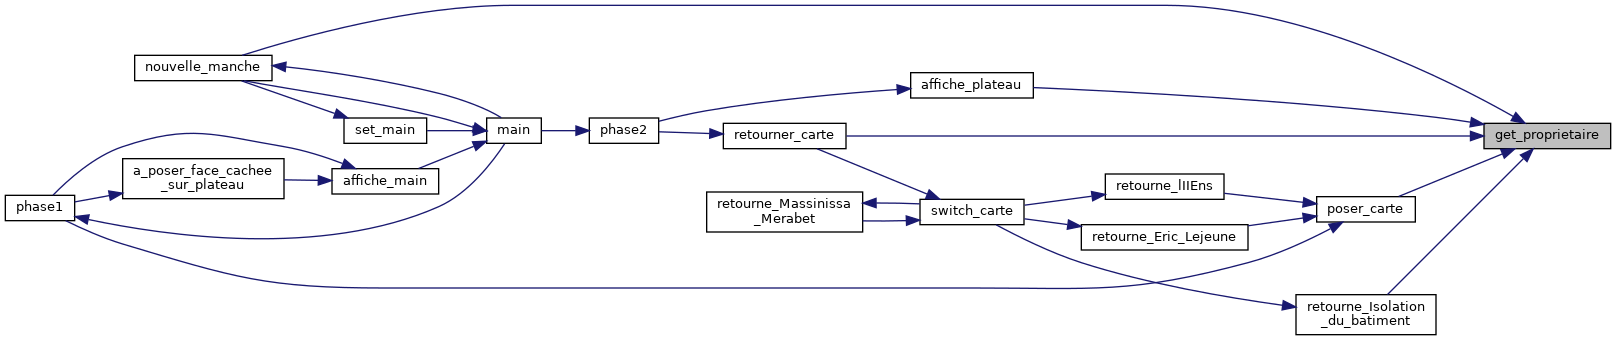 nouvelle_manche
affiche_plateau
set_main
main
phase2
retourner_carte
get_proprietaire
a_poser_face_cachee
_sur_plateau
affiche_main
phase1
retourne_Massinissa
_Merabet
switch_carte
retourne_lIIEns
poser_carte
retourne_Eric_Lejeune
retourne_Isolation
_du_batiment